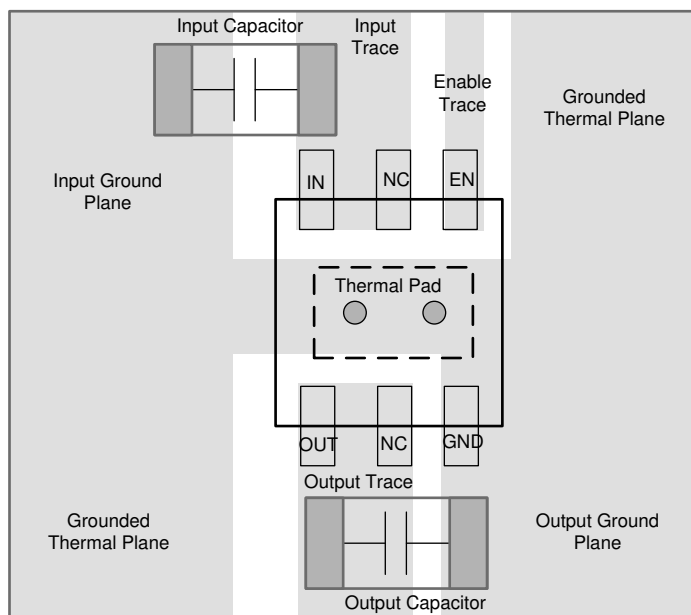 Input Capacitor
Input
Trace
Enable
Trace
Grounded
Thermal Plane
Input Ground
Plane
IN
NC
EN
Thermal Pad
OUT
NC
GND
Output Trace
Grounded
Thermal Plane
Output Ground
Plane
Output Capacitor